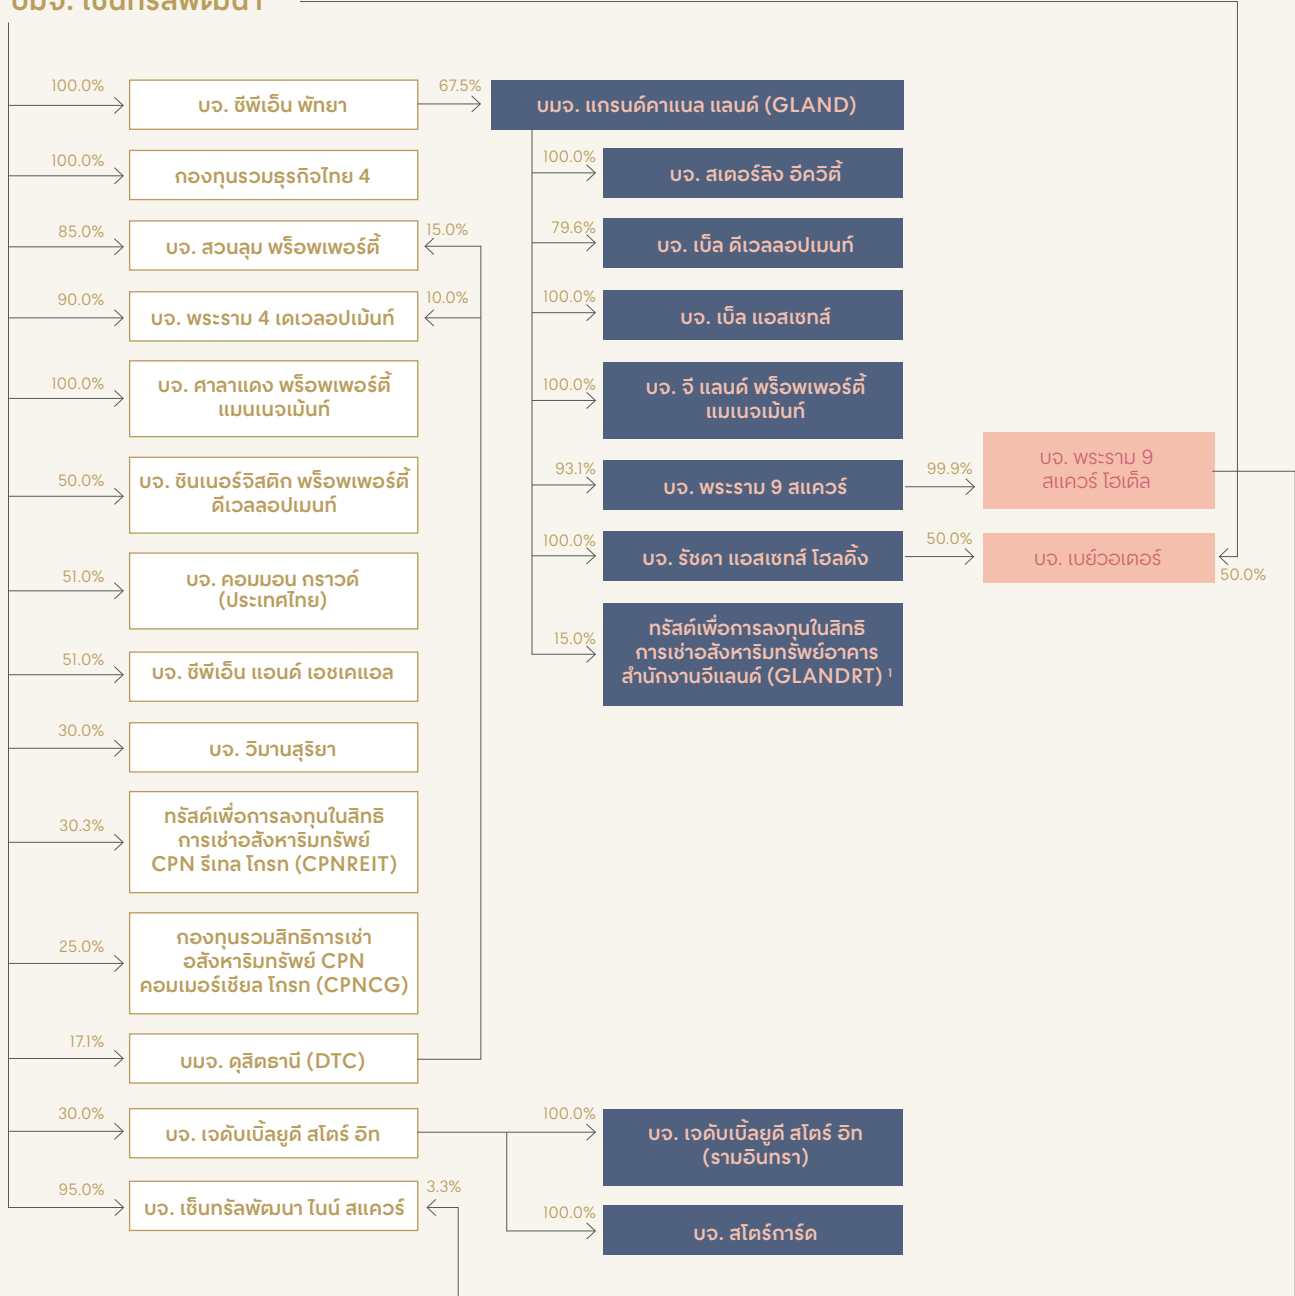 บมจ. เซ็นทรัลพัฒนา
100.0%
บจ. ซีพีเอ็น พัทยา
67.5%
บมจ. แกรนด์คาแนล แลนด์ (GLAND)
100.0%
กองทุนรวมธุรกิจไทย 4
100.0%
บจ. สเตอร์ลิง อีควิตี้
85.0%
บจ. สวนลุม พร็อพเพอร์ตี้
15.0%
79.6%
บจ. เบ็ล ดีเวลลอปเมนท์
90.0%
บจ. พระราม 4 เดเวลอปเม้นท์
10.0%
100.0%
บจ. เบ็ล แอสเซทส์
100.0%
บจ. ศาลาแดง พร็อพเพอร์ตี้
แมนเนจเม้นท์
100.0%
บจ. จี แลนด์ พร็อพเพอร์ตี้
แมเนจเม้นท์
50.0%
บจ. ซินเนอร์จิสติก พร็อพเพอร์ตี้
ดีเวลลอปเมนท์
93.1%
บจ. พระราม 9 สแควร์
99.9%
บจ. พระราม 9
สแควร์ โฮเต็ล
51.0%
บจ. คอมมอน กราวด์
(ประเทศไทย)
100.0%
บจ. รัชดา แอสเซทส์ โฮลดิ้ง
50.0%
บจ. เบย์วอเตอร์
50.0%
51.0%
บจ. ซีพีเอ็น แอนด์ เอชเคแอล
15.0%
ทรัสต์เพื่อการลงทุนในสิทธิ
การเช่าอสังหาริมทรัพย์อาคาร
สำนักงานจีแลนด์ (GLANDRT) 1
30.0%
บจ. วิมานสุริยา
30.3%
ทรัสต์เพื่อการลงทุนในสิทธิ
การเช่าอสังหาริมทรัพย์
CPN รีเทล โกรท (CPNREIT)
25.0%
กองทุนรวมสิทธิการเช่า
อสังหาริมทรัพย์ CPN
คอมเมอร์เชียล โกรท (CPNCG)
17.1%
บมจ. ดุสิตธานี (DTC)
30.0%
บจ. เจดับเบิ้ลยูดี สโตร์ อิท
100.0%
บจ. เจดับเบิ้ลยูดี สโตร์ อิท
(รามอินทรา)
95.0%
บจ. เซ็นทรัลพัฒนา ไนน์ สแควร์
3.3%
100.0%
บจ. สโตร์การ์ด